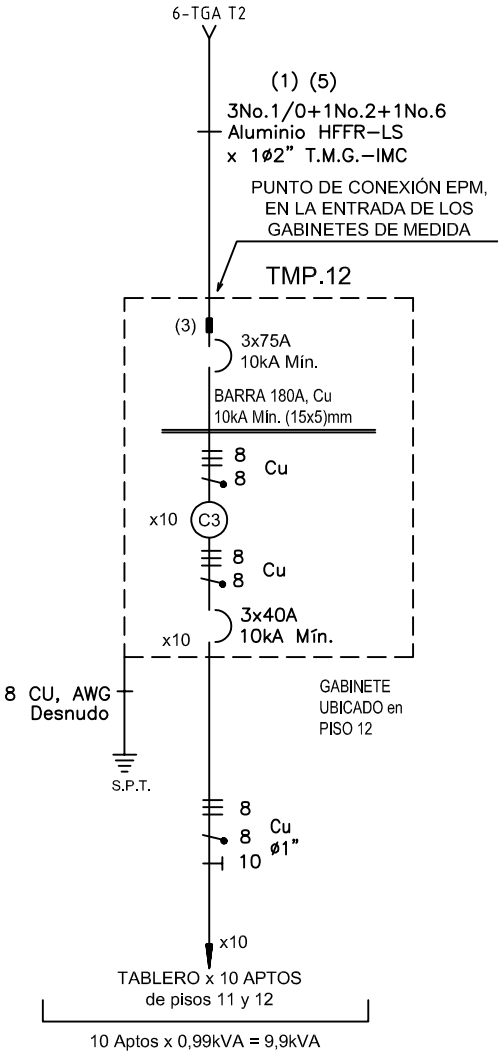 6-TGA T2
(1) (5)
3No.1/0+1No.2+1No.6
Aluminio HFFR-LS
x 1ø2" T.M.G.-IMC
PUNTO DE CONEXIÓN EPM,
EN LA ENTRADA DE LOS
GABINETES DE MEDIDA
TMP.12
(3)
3x75A
10kA Mín.
BARRA 180A, Cu
10kA Mín. (15x5)mm
8
8
Cu
x10
C3
8
8
Cu
3x40A
10kA Mín.
x10
8 CU, AWG
Desnudo
S.P.T.
GABINETE
UBICADO en
PISO 12
8
8
Cu
ø1"
10
x10
TABLERO x 10 APTOS
de pisos 11 y 12
10 Aptos x 0,99kVA = 9,9kVA